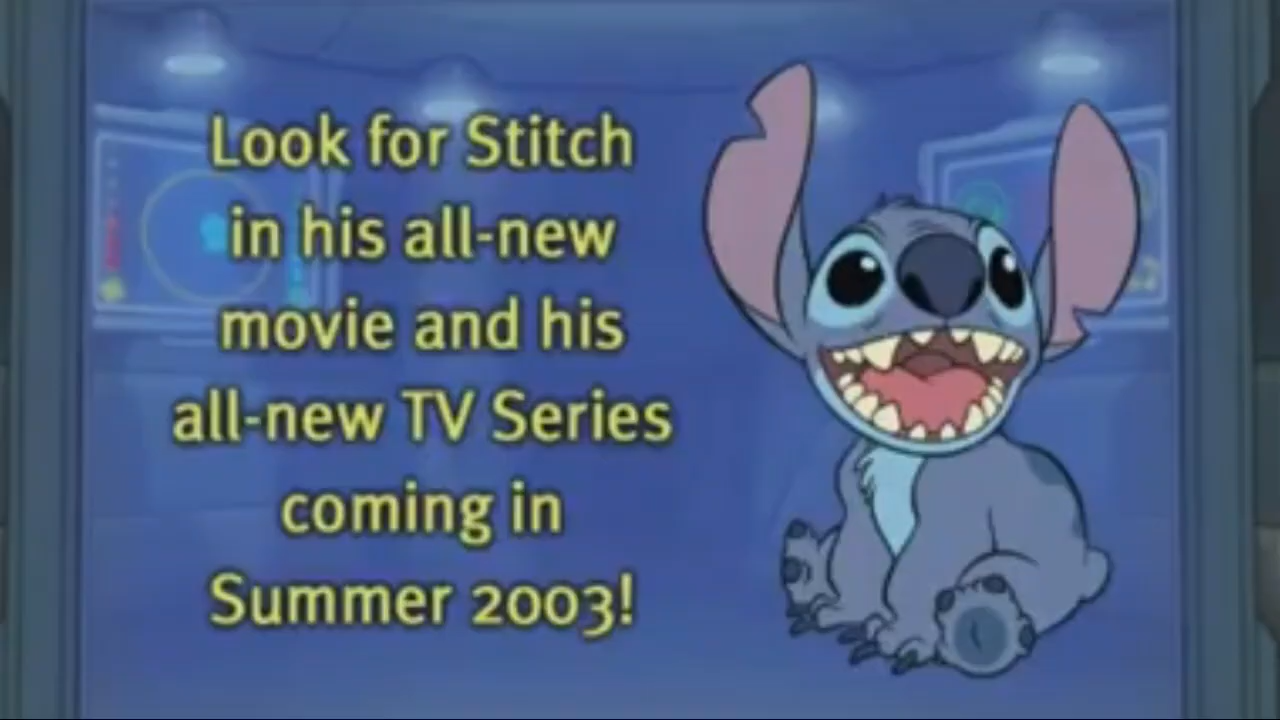 Look for Stitch
in his all-new
movie and his
all-new TV Series
coming in
Summer 2003!